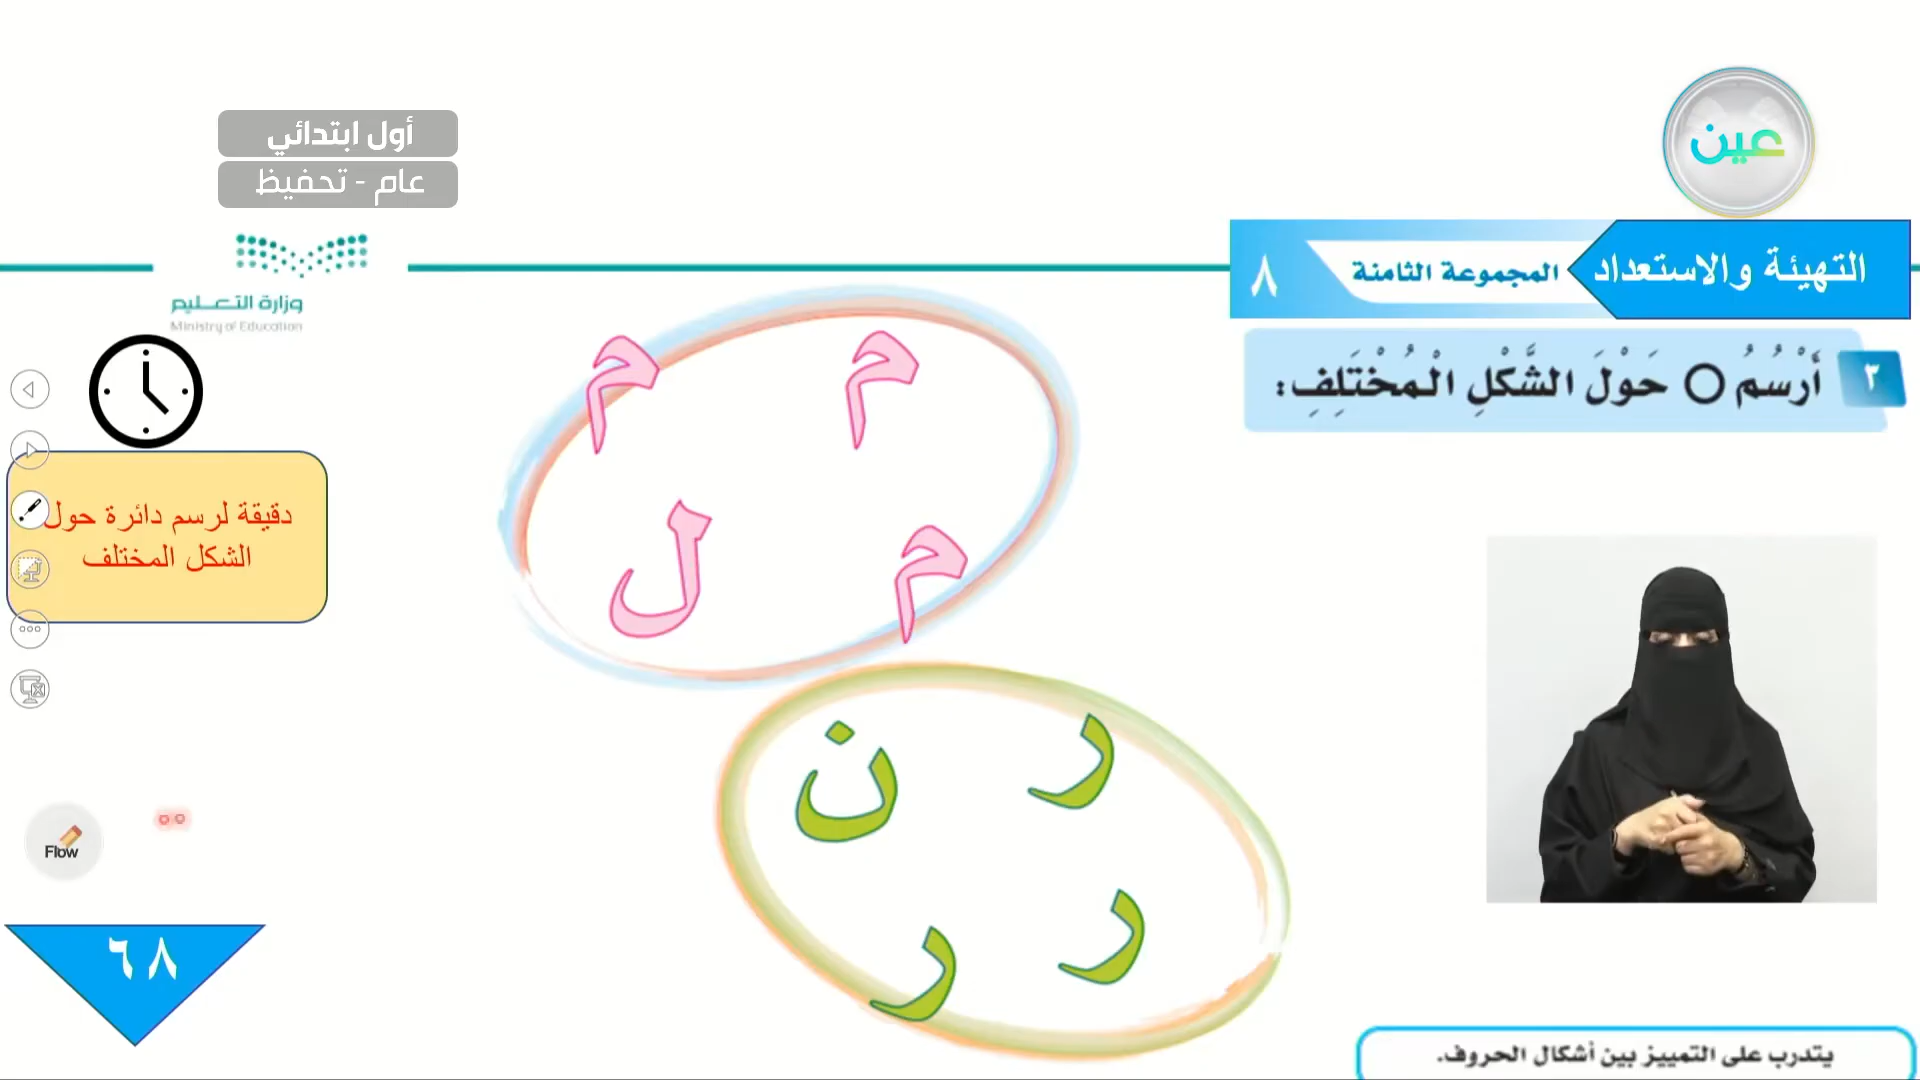 عين
أول ابتدائي
عام - تحفيظ
التهيئة والاستعداد
المجموعة الثامنة
٨
وزارة التعليم
Ministry of Education
٣ أَرْسُمُ ○ حَوْلَ الشَّكْلِ الْمُخْتَلِفِ:
دقيقة لرسم دائرة حول
الشكل المختلف
م م
م ل
ر ن
ر ر
Flow
٦٨
يتدرب على التمييز بين أشكال الحروف.